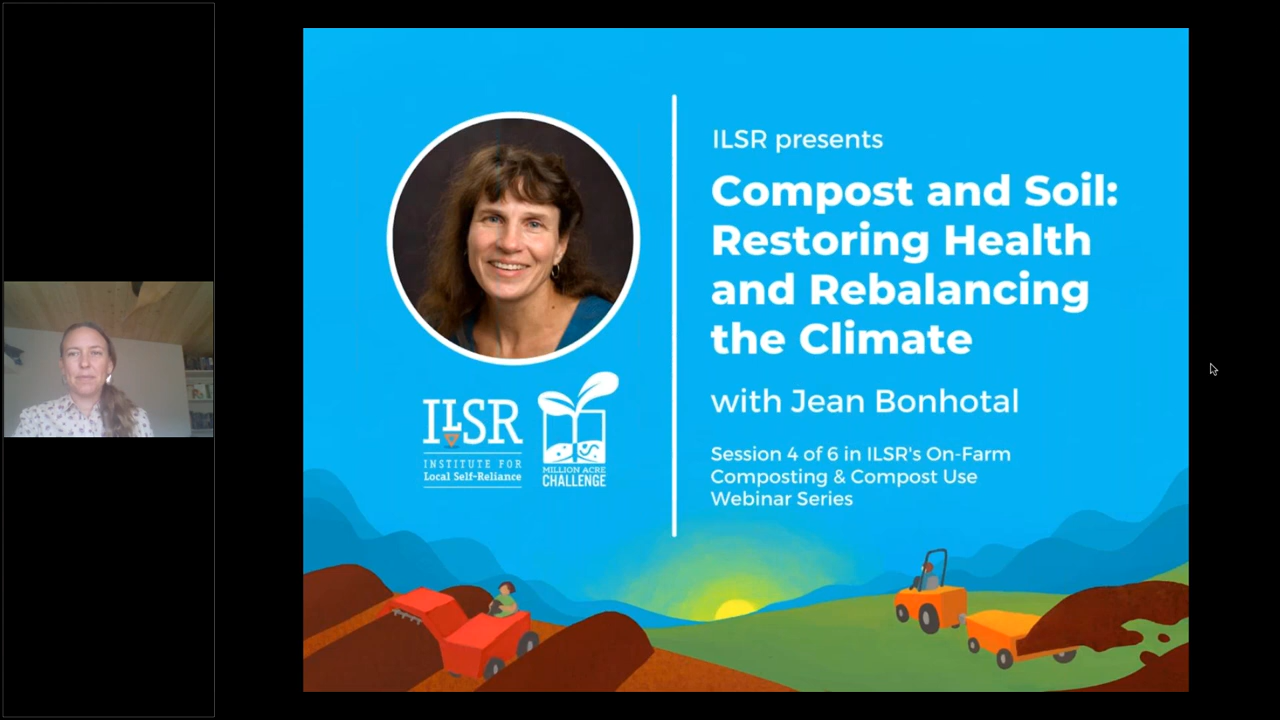 ILSR presents
Compost and Soil:
Restoring Health
and Rebalancing
the Climate
with Jean Bonhotal
Session 4 of 6 in ILSR's On-Farm
Composting & Compost Use
Webinar Series
ILSR
INSTITUTE FOR
Local Self-Reliance
MILLION ACRE
CHALLENGE